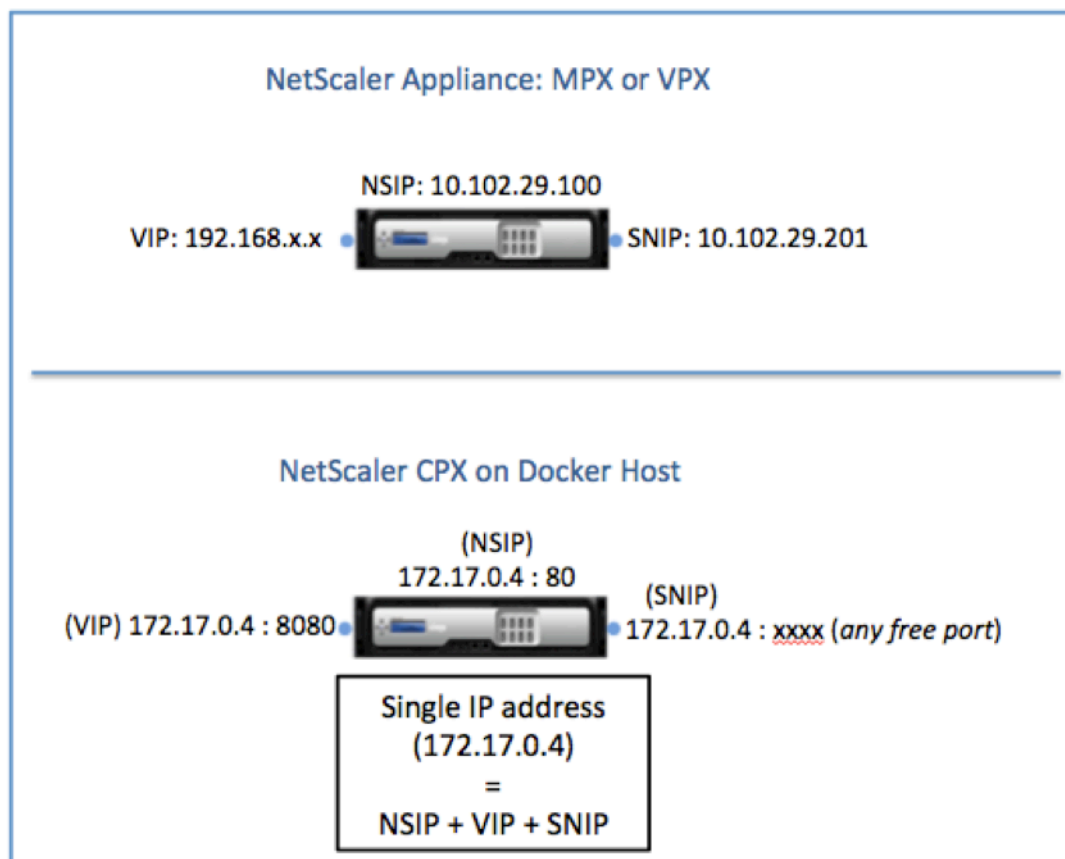 NetScaler Appliance: MPX or VPX
NSIP: 10.102.29.100
VIP: 192.168.x.x
SNIP: 10.102.29.201
NetScaler CPX on Docker Host
(NSIP)
172.17.0.4 : 80
(VIP) 172.17.0.4 : 8080
(SNIP)
172.17.0.4 : xxxx (any free port)
Single IP address
(172.17.0.4)
=
NSIP + VIP + SNIP